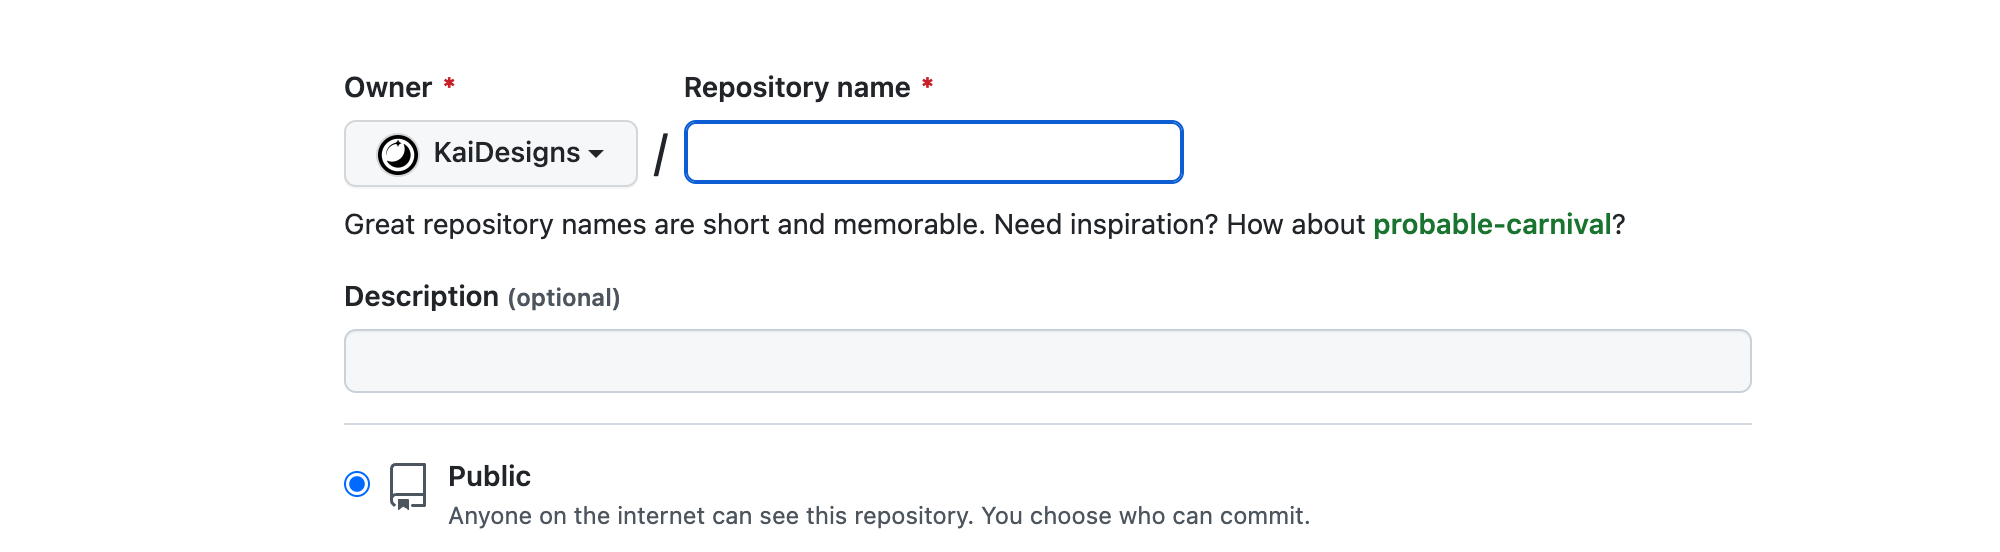 Owner * Repository name *
KaiDesigns /
Great repository names are short and memorable. Need inspiration? How about probable-carnival?
Description (optional)
Public
Anyone on the internet can see this repository. You choose who can commit.